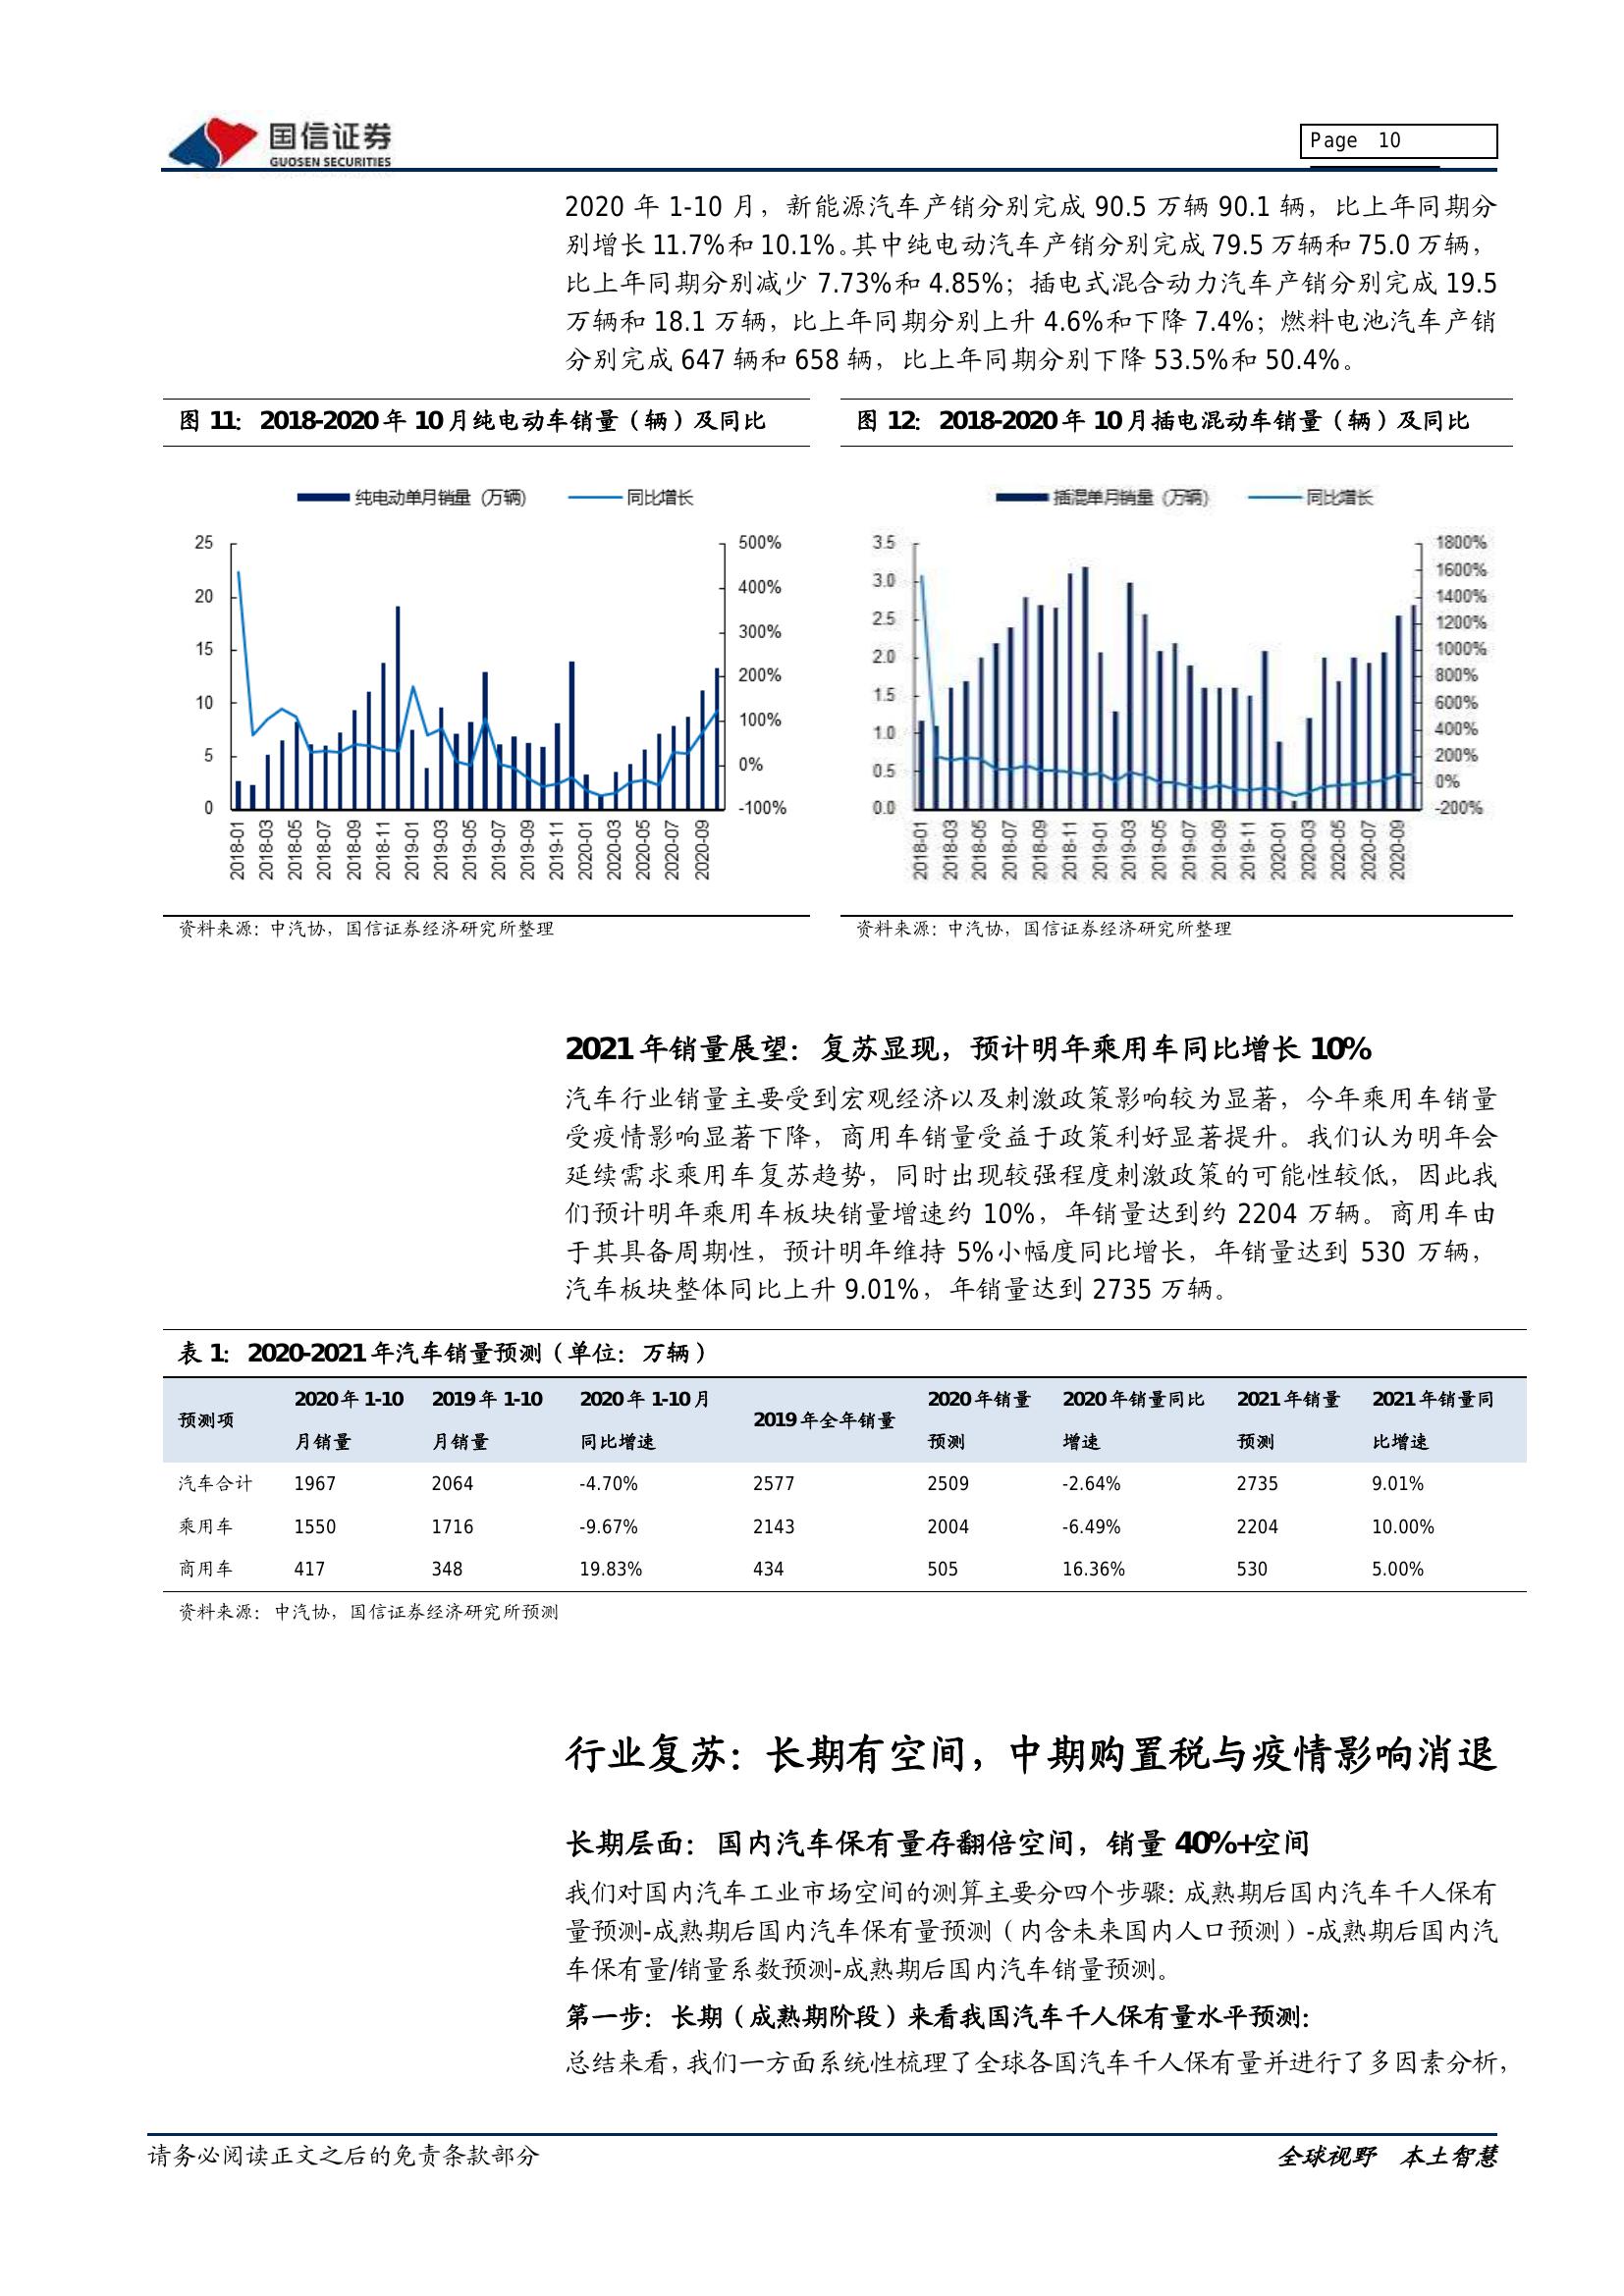 国信证券
GUOSEN SECURITIES
Page 10
2020 年 1-10 月，新能源汽车产销分别完成 90.5 万辆 90.1 辆，比上年同期分
别增长 11.7%和 10.1%。其中纯电动汽车产销分别完成 79.5 万辆和 75.0 万辆，
比上年同期分别减少 7.73%和 4.85%；插电式混合动力汽车产销分别完成 19.5
万辆和 18.1 万辆，比上年同期分别上升 4.6%和下降 7.4%；燃料电池汽车产销
分别完成 647 辆和 658 辆，比上年同期分别下降 53.5%和 50.4%。
图 11：2018-2020 年 10 月纯电动车销量（辆）及同比
纯电动单月销量（万辆） 同比增长
25
20
15
10
5
0
500%
400%
300%
200%
100%
0%
-100%
2018-01 2018-03 2018-05 2018-07 2018-09 2018-11 2019-01 2019-03 2019-05 2019-07 2019-09 2019-11 2020-01 2020-03 2020-05 2020-07 2020-09
资料来源：中汽协，国信证券经济研究所整理
图 12：2018-2020 年 10 月插电混动车销量（辆）及同比
插混单月销量（万辆） 同比增长
3.5
3.0
2.5
2.0
1.5
1.0
0.5
0.0
1800%
1600%
1400%
1200%
1000%
800%
600%
400%
200%
0%
-200%
2018-01 2018-03 2018-05 2018-07 2018-09 2018-11 2019-01 2019-03 2019-05 2019-07 2019-09 2019-11 2020-01 2020-03 2020-05 2020-07 2020-09
资料来源：中汽协，国信证券经济研究所整理
2021 年销量展望：复苏显现，预计明年乘用车同比增长 10%
汽车行业销量主要受到宏观经济以及刺激政策影响较为显著，今年乘用车销量
受疫情影响显著下降，商用车销量受益于政策利好显著提升。我们认为明年会
延续需求乘用车复苏趋势，同时出现较强程度刺激政策的可能性较低，因此我
们预计明年乘用车板块销量增速约 10%，年销量达到约 2204 万辆。商用车由
于其具备周期性，预计明年维持 5%小幅度同比增长，年销量达到 530 万辆，
汽车板块整体同比上升 9.01%，年销量达到 2735 万辆。
表 1：2020-2021 年汽车销量预测（单位：万辆）
预测项 2020 年 1-10 月销量 2019 年 1-10 月销量 2020 年 1-10 月同比增速 2019 年全年销量 2020 年销量预测 2020 年销量同比增速 2021 年销量预测 2021 年销量同比增速
汽车合计 1967 2064 -4.70% 2577 2509 -2.64% 2735 9.01%
乘用车 1550 1716 -9.67% 2143 2004 -6.49% 2204 10.00%
商用车 417 348 19.83% 434 505 16.36% 530 5.00%
资料来源：中汽协，国信证券经济研究所预测
行业复苏：长期有空间，中期购置税与疫情影响消退
长期层面：国内汽车保有量存翻倍空间，销量 40%+空间
我们对国内汽车工业市场空间的测算主要分四个步骤：成熟期后国内汽车千人保有
量预测-成熟期后国内汽车保有量预测（内含未来国内人口预测）-成熟期后国内汽
车保有量/销量系数预测-成熟期后国内汽车销量预测。
第一步：长期（成熟期阶段）来看我国汽车千人保有量水平预测：
总结来看，我们一方面系统性梳理了全球各国汽车千人保有量并进行了多因素分析，
请务必阅读正文之后的免责条款部分
全球视野 本土智慧